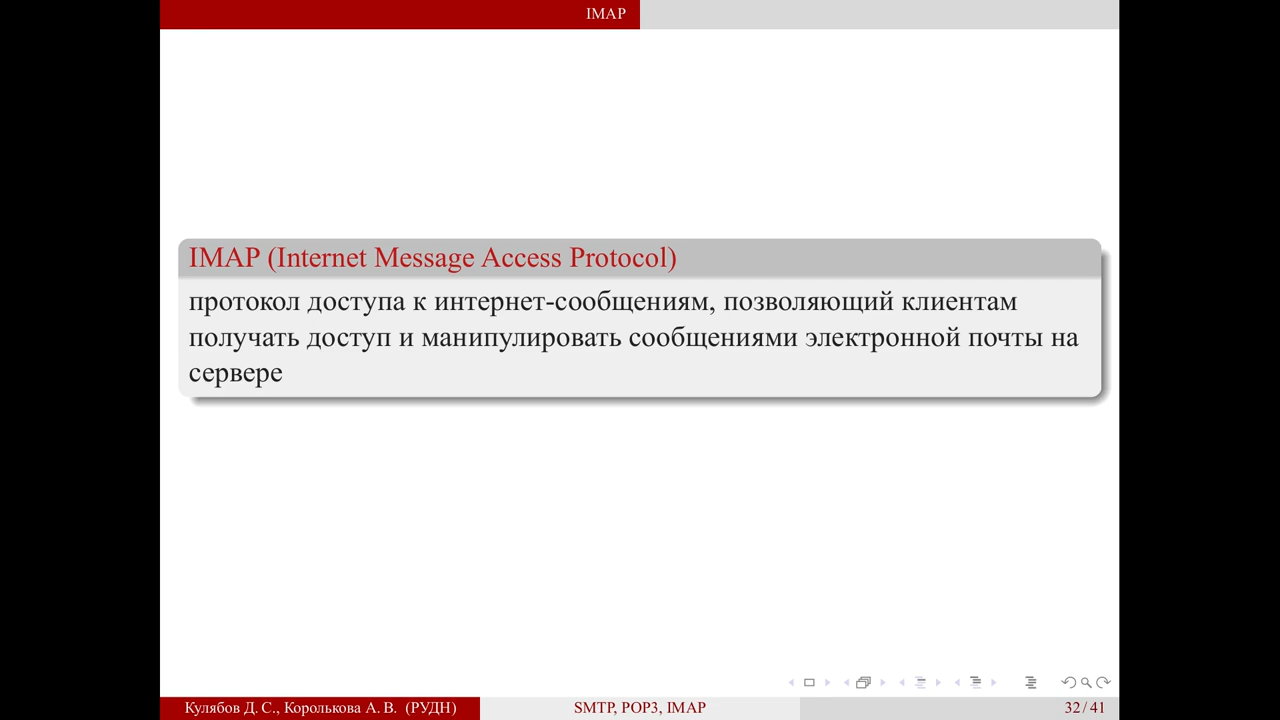 IMAP
IMAP (Internet Message Access Protocol)
протокол доступа к интернет-сообщениям, позволяющий клиентам
получать доступ и манипулировать сообщениями электронной почты на
сервере
Кулябов Д. С., Королькова А. В. (РУДН)
SMTP, POP3, IMAP
32 / 41